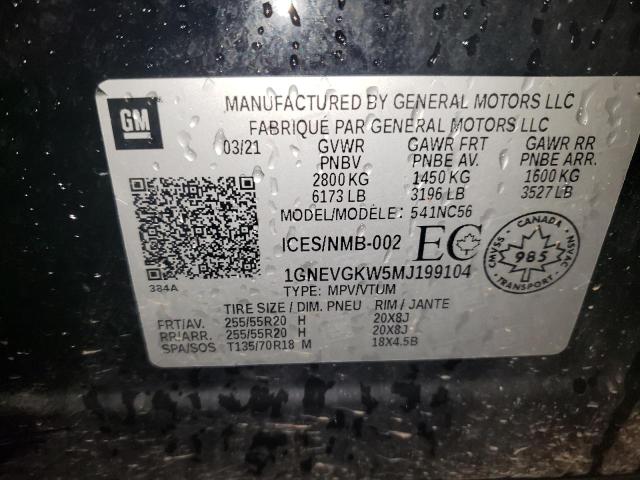 GM
MANUFACTURED BY GENERAL MOTORS LLC
FABRIQUÉ PAR GENERAL MOTORS LLC
03/21 GVWR GAWR FRT GAWR RR
PNBV PNBE AV. PNBE ARR.
2800 KG 1450 KG 1600 KG
6173 LB 3196 LB 3527 LB
MODEL/MODÈLE: 541NC56
ICES/NMB-002 EC
CANADA
CMVSS 985 NSVAC
384A
1GNEVGKW5MJ199104
TYPE: MPV/VTUM
TIRE SIZE / DIM. PNEU RIM / JANTE
FRT/AV. 255/55R20 H 20X8J
RR/ARR. 255/55R20 H 20X8J
SPA/SOS T135/70R18 M 18X4.5B